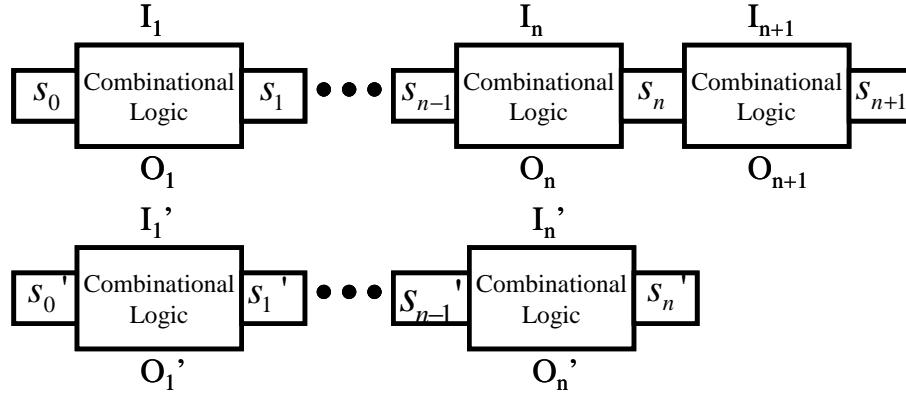 I₁ Iₙ Iₙ₊₁
s₀ Combinational Logic s₁ ●●● sₙ₋₁ Combinational Logic sₙ Combinational Logic sₙ₊₁
O₁ Oₙ Oₙ₊₁
I₁’ Iₙ’
s₀' Combinational Logic s₁' ●●● sₙ₋₁' Combinational Logic sₙ'
O₁’ Oₙ’